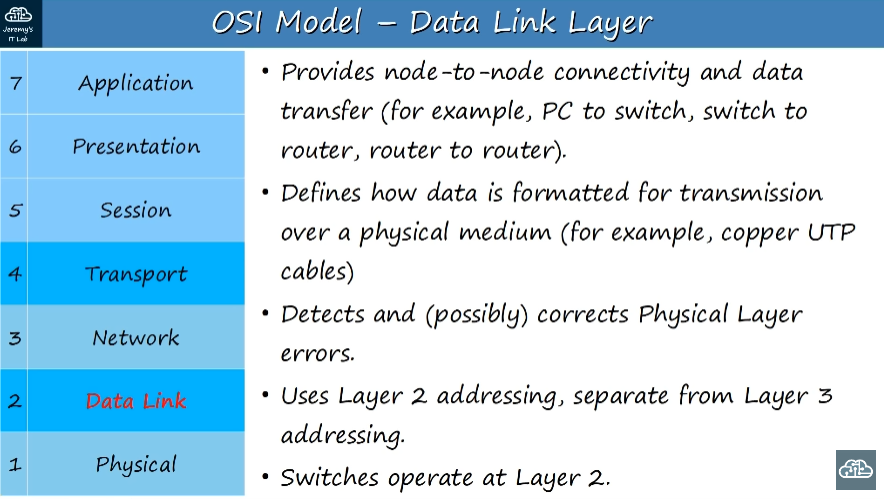 Jeremy's
IT Lab
OSI Model – Data Link Layer
7 Application
6 Presentation
5 Session
4 Transport
3 Network
2 Data Link
1 Physical
• Provides node-to-node connectivity and data
transfer (for example, PC to switch, switch to
router, router to router).
• Defines how data is formatted for transmission
over a physical medium (for example, copper UTP
cables)
• Detects and (possibly) corrects Physical Layer
errors.
• Uses Layer 2 addressing, separate from Layer 3
addressing.
• Switches operate at Layer 2.